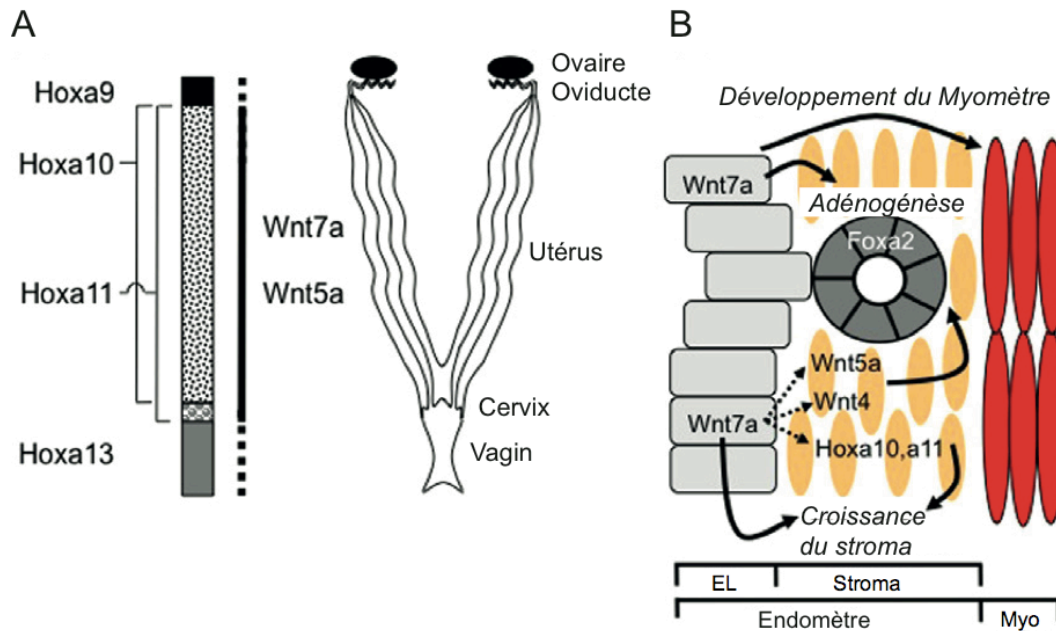 A
Hoxa9
Hoxa10
Hoxa11
Hoxa13
Wnt7a
Wnt5a
Ovaire
Oviducte
Utérus
Cervix
Vagin
B
Développement du Myomètre
Wnt7a
Adénogénèse
Foxa2
Wnt5a
Wnt4
Wnt7a
Hoxa10,a11
Croissance
du stroma
EL
Stroma
Endomètre
Myo